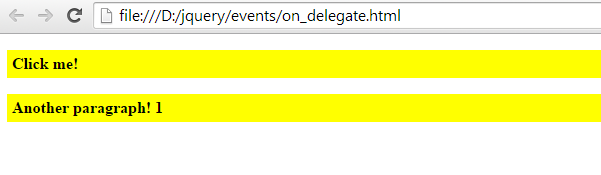 file:///D:/jquery/events/on_delegate.html
Click me!
Another paragraph! 1